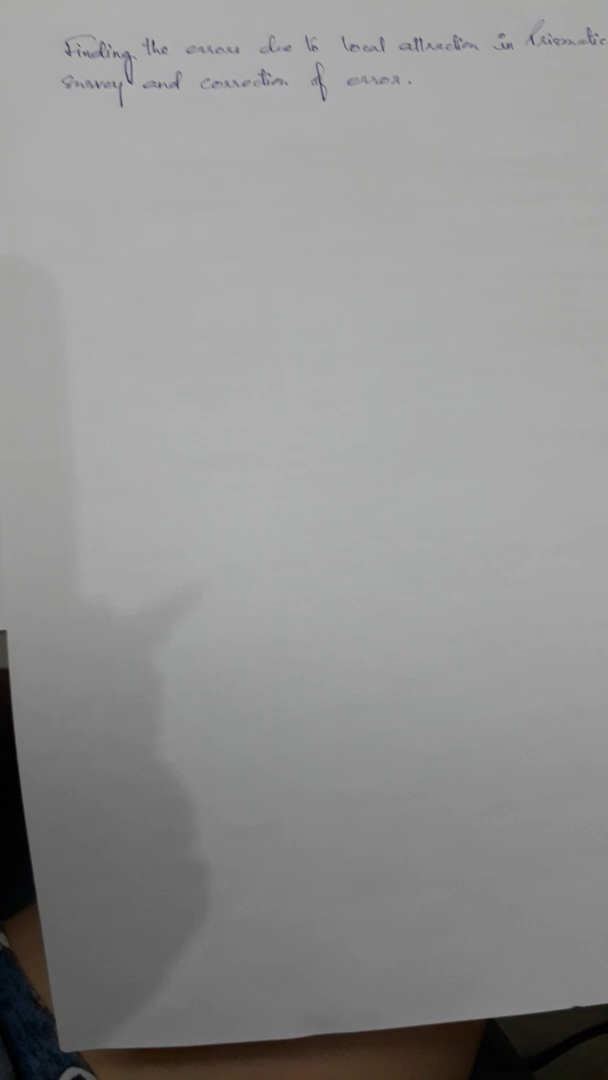 Finding the errors due to local attraction in Prismatic
survey and correction of error.